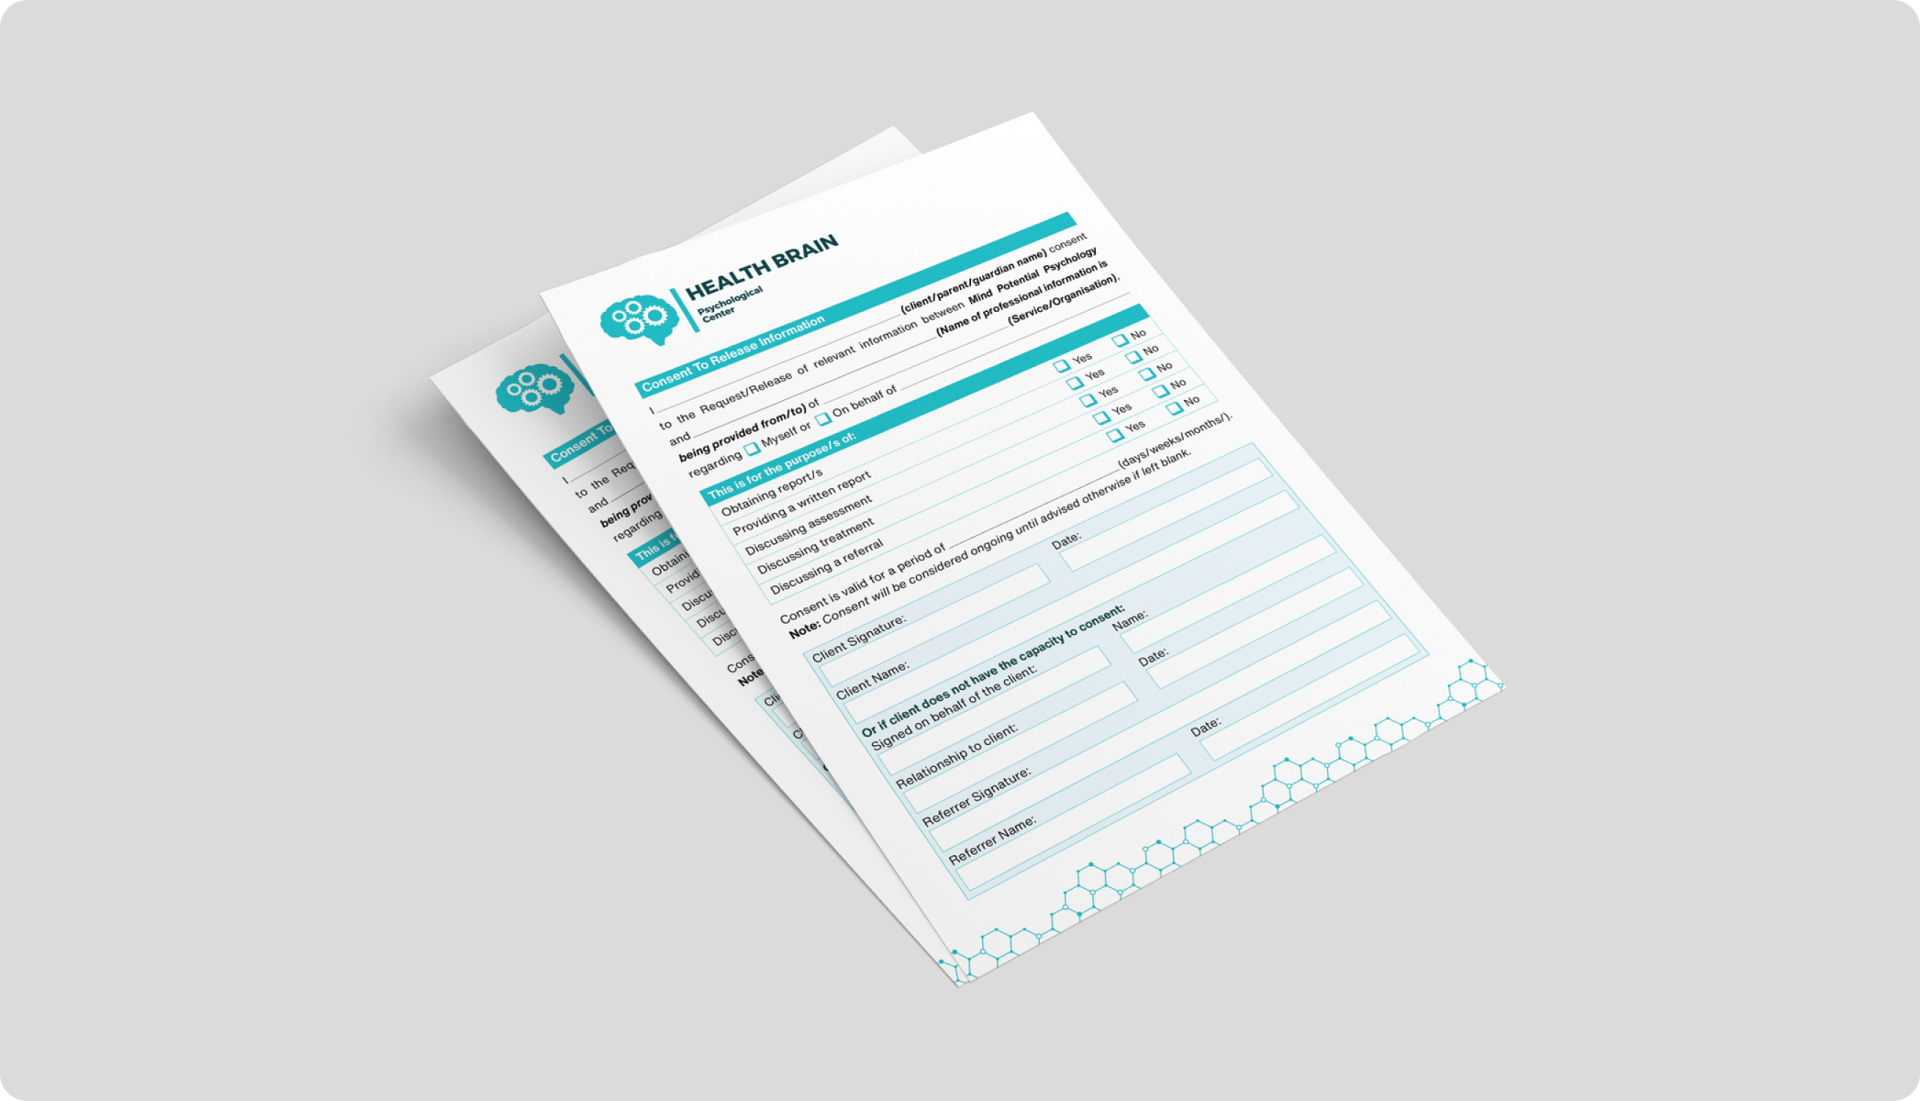 HEALTH BRAIN
Psychological
Center
Consent To Release Information
I (client/parent/guardian name) consent
to the Request/Release of relevant information between Mind Potential Psychology
and (Name of professional information is
being provided from/to) of (Service/Organisation).
regarding Myself or On behalf of
This is for the purpose/s of:
Obtaining report/s Yes No
Providing a written report Yes No
Discussing assessment Yes No
Discussing treatment Yes No
Discussing a referral Yes No
Consent is valid for a period of (days/weeks/months/).
Note: Consent will be considered ongoing until advised otherwise if left blank.
Client Signature: Date:
Client Name:
Or if client does not have the capacity to consent:
Signed on behalf of the client: Name:
Relationship to client: Date:
Referrer Signature:
Referrer Name: Date:
Consent To
I
to the Req
and
being prov
regarding
This is f
Obtaini
Provid
Discu
Discu
Disc
Cons
Note
Cli
C